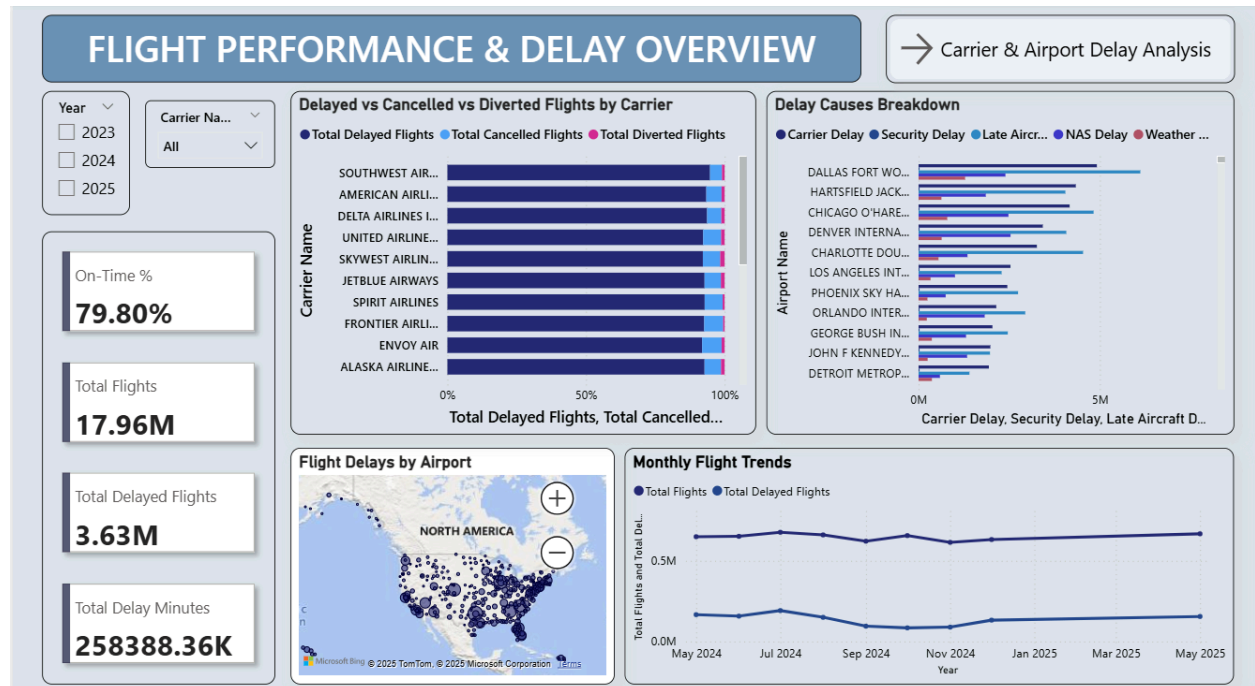 FLIGHT PERFORMANCE & DELAY OVERVIEW
Carrier & Airport Delay Analysis
Year
2023
2024
2025
Carrier Na...
All
On-Time %
79.80%
Total Flights
17.96M
Total Delayed Flights
3.63M
Total Delay Minutes
258388.36K
Delayed vs Cancelled vs Diverted Flights by Carrier
Total Delayed Flights Total Cancelled Flights Total Diverted Flights
Carrier Name
SOUTHWEST AIR...
AMERICAN AIRLI...
DELTA AIRLINES I...
UNITED AIRLINE...
SKYWEST AIRLIN...
JETBLUE AIRWAYS
SPIRIT AIRLINES
FRONTIER AIRLI...
ENVOY AIR
ALASKA AIRLINE...
0% 50% 100%
Total Delayed Flights, Total Cancelled...
Delay Causes Breakdown
Carrier Delay Security Delay Late Aircr... NAS Delay Weather ...
Airport Name
DALLAS FORT WO...
HARTSFIELD JACK...
CHICAGO O'HARE...
DENVER INTERNA...
CHARLOTTE DOU...
LOS ANGELES INT...
PHOENIX SKY HA...
ORLANDO INTER...
GEORGE BUSH IN...
JOHN F KENNEDY...
DETROIT METROP...
0M 5M
Carrier Delay, Security Delay, Late Aircraft D...
Flight Delays by Airport
NORTH AMERICA
Microsoft Bing
© 2025 TomTom, © 2025 Microsoft Corporation Terms
Monthly Flight Trends
Total Flights Total Delayed Flights
Total Flights and Total Del...
0.5M
0.0M
May 2024 Jul 2024 Sep 2024 Nov 2024 Jan 2025 Mar 2025 May 2025
Year